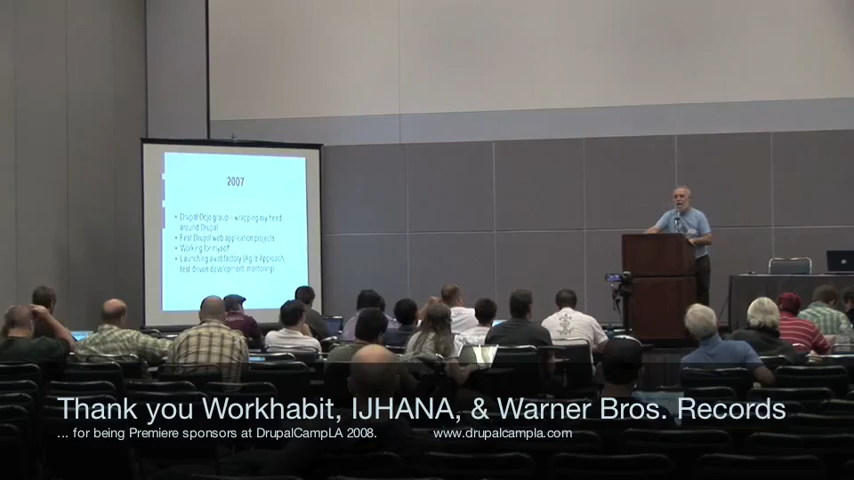 2007
• Drupal Dojo group – wrapping my head
around Drupal
• First Drupal web application projects
• Working for myself
• Launching awebfactory (Agile Approach,
test driven development, mentoring)
Thank you Workhabit, IJHANA, & Warner Bros. Records
... for being Premiere sponsors at DrupalCampLA 2008. www.drupalcampla.com